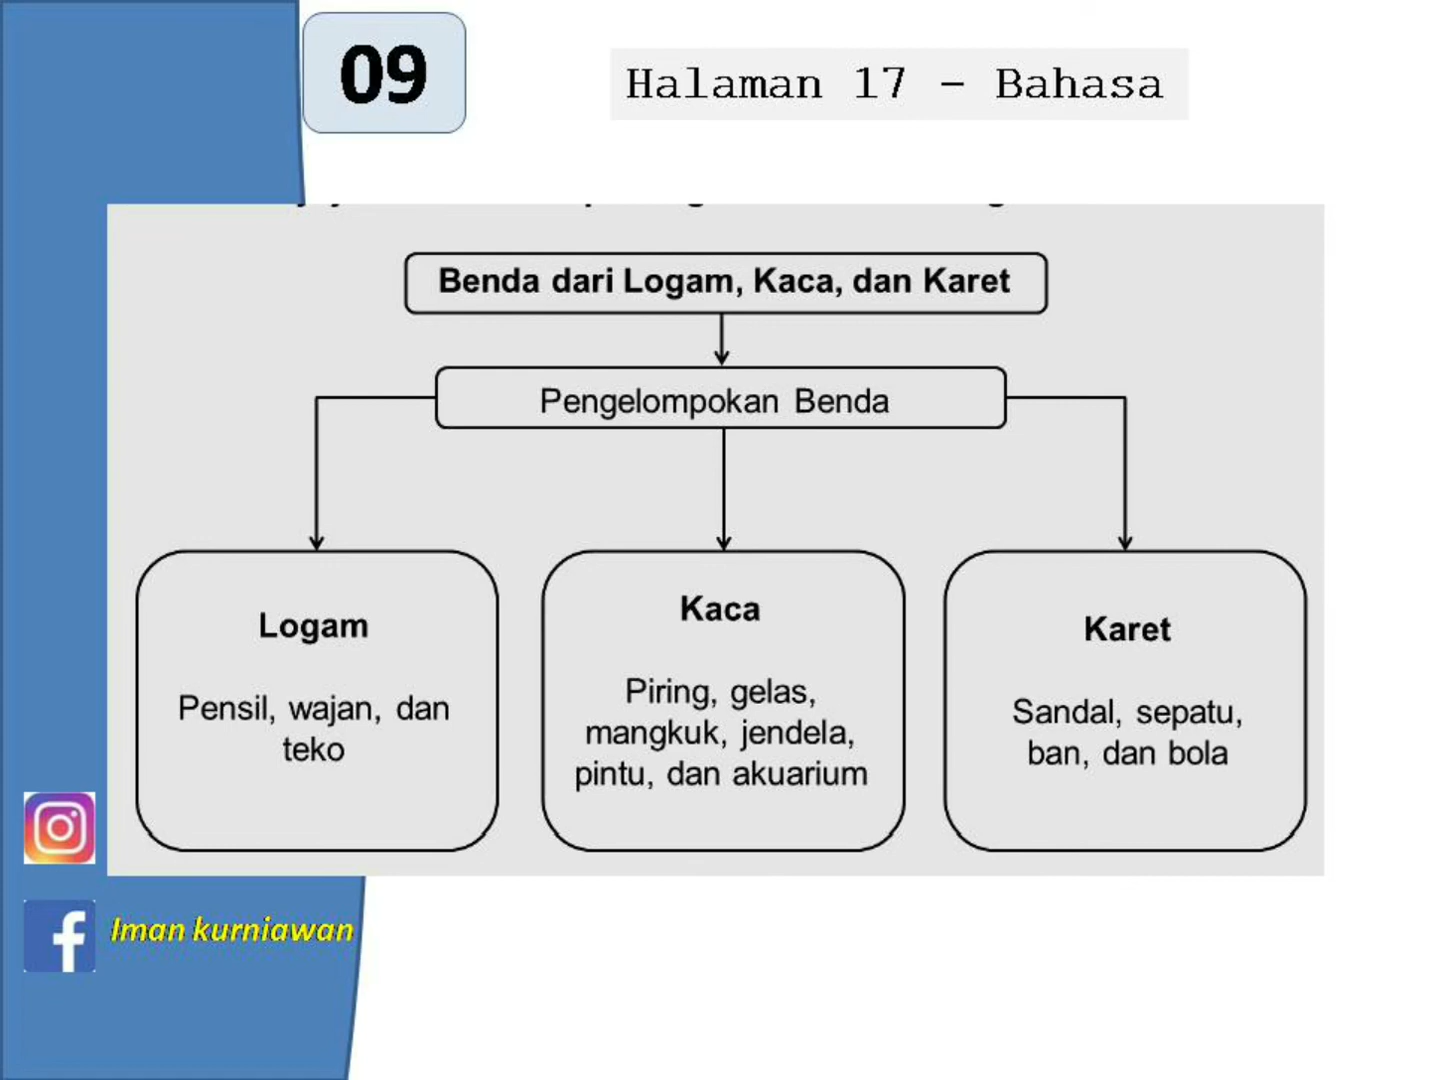 09
Halaman 17 - Bahasa
Benda dari Logam, Kaca, dan Karet
Pengelompokan Benda
Logam
Pensil, wajan, dan
teko
Kaca
Piring, gelas,
mangkuk, jendela,
pintu, dan akuarium
Karet
Sandal, sepatu,
ban, dan bola
Iman kurniawan